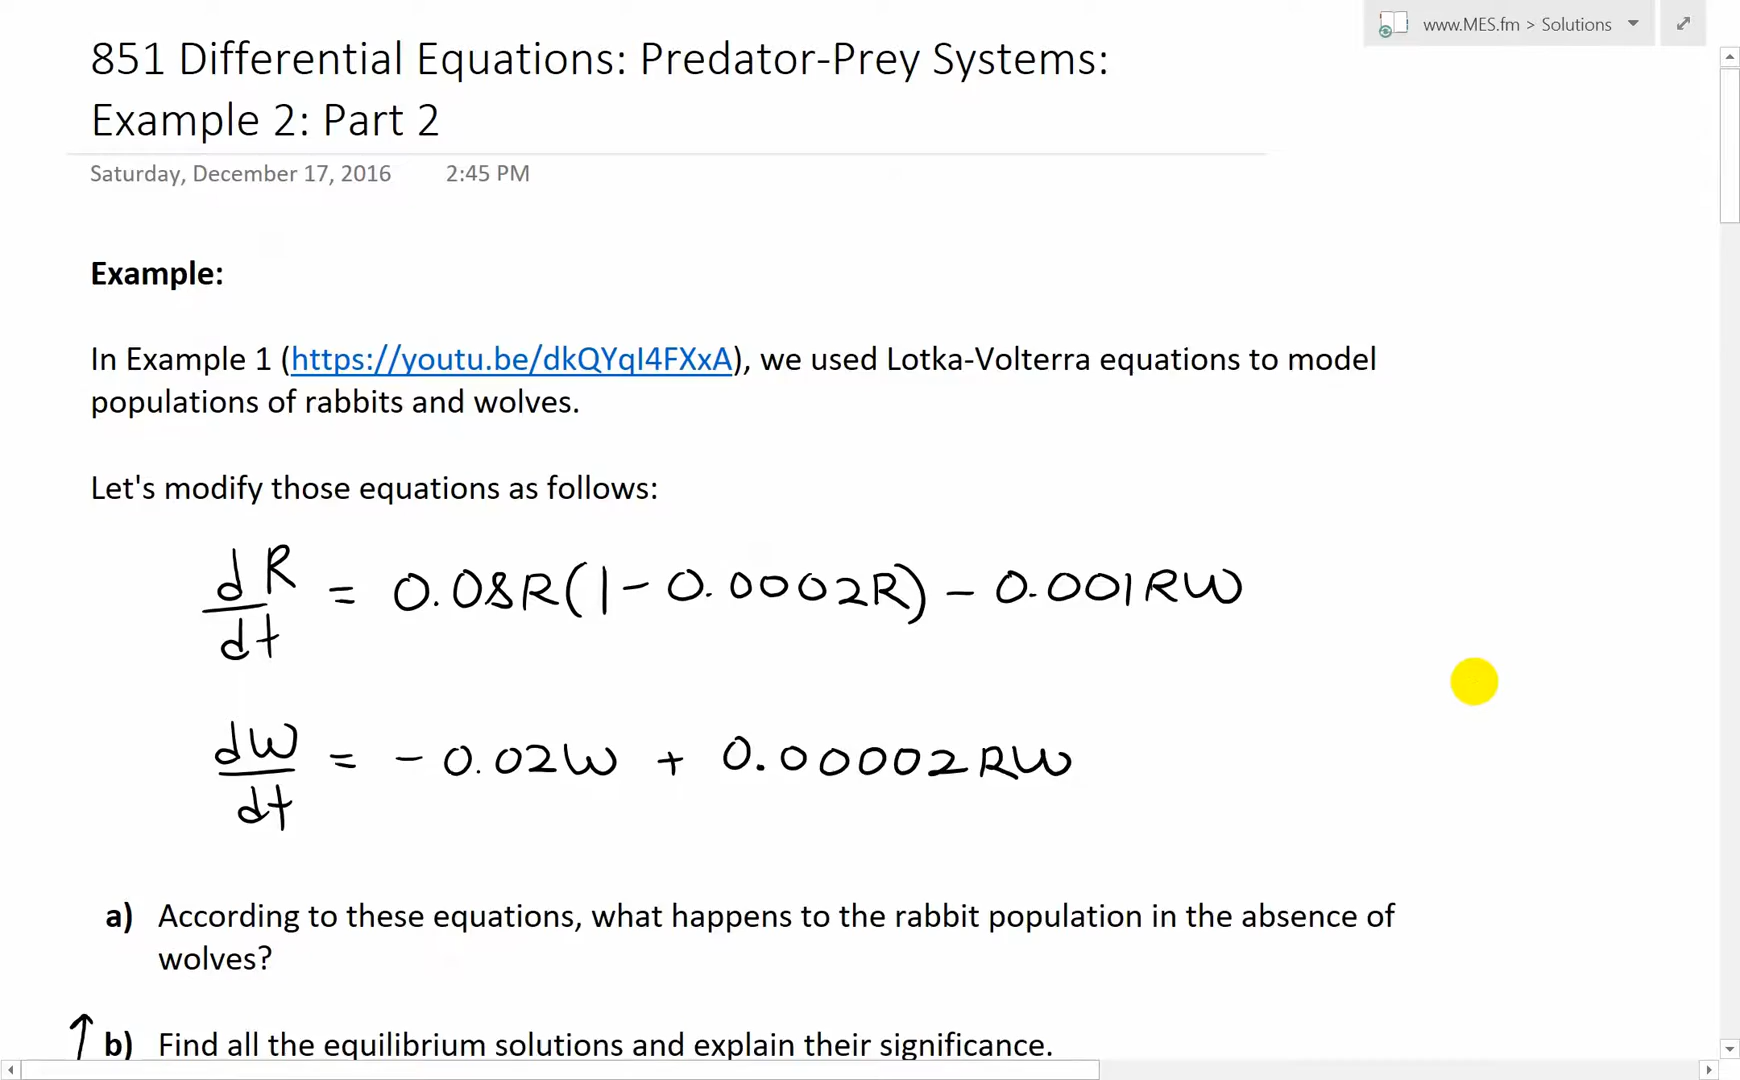 www.MES.fm > Solutions
851 Differential Equations: Predator-Prey Systems:
Example 2: Part 2
Saturday, December 17, 2016 2:45 PM
Example:
In Example 1 (https://youtu.be/dkQYqI4FXxA), we used Lotka-Volterra equations to model
populations of rabbits and wolves.
Let's modify those equations as follows:
dR/dt = 0.08R(1 - 0.0002R) - 0.001RW
dW/dt = - 0.02W + 0.00002RW
a) According to these equations, what happens to the rabbit population in the absence of
wolves?
b) Find all the equilibrium solutions and explain their significance.